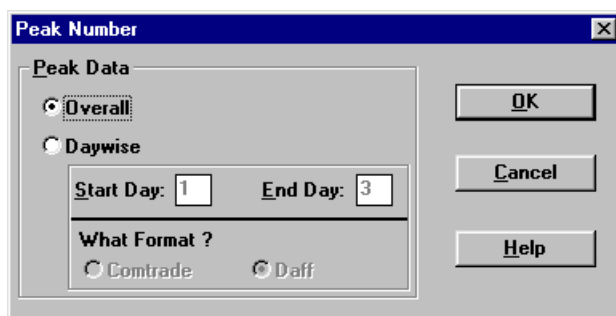 Peak Number
Peak Data
Overall
Daywise
Start Day: 1 End Day: 3
What Format ?
Comtrade Daff
OK
Cancel
Help